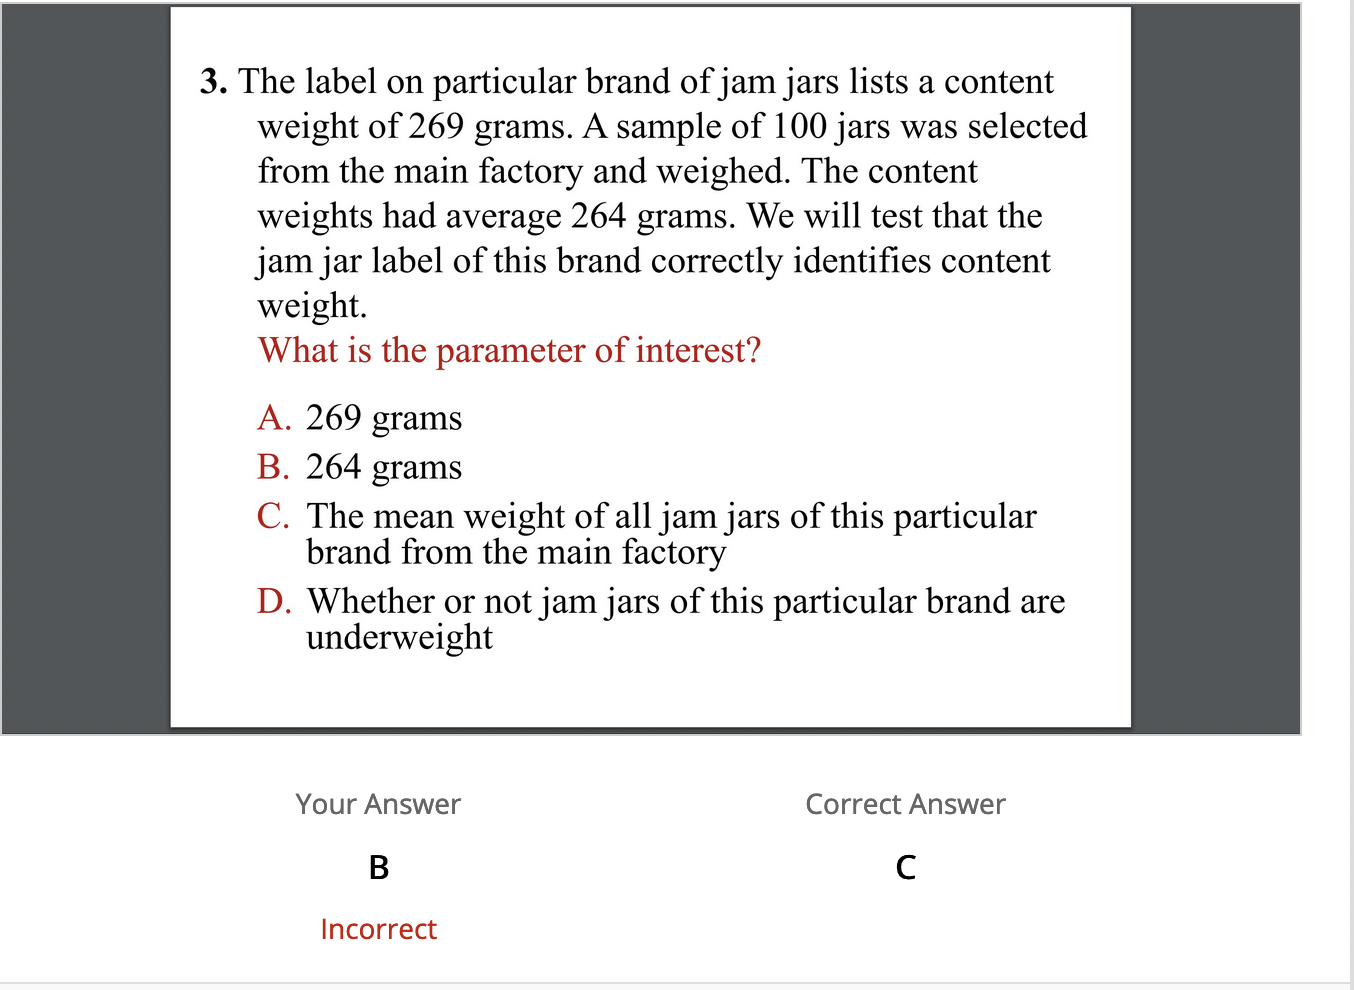 3. The label on particular brand of jam jars lists a content
weight of 269 grams. A sample of 100 jars was selected
from the main factory and weighed. The content
weights had average 264 grams. We will test that the
jam jar label of this brand correctly identifies content
weight.
What is the parameter of interest?
A. 269 grams
B. 264 grams
C. The mean weight of all jam jars of this particular
brand from the main factory
D. Whether or not jam jars of this particular brand are
underweight
Your Answer
B
Incorrect
Correct Answer
C